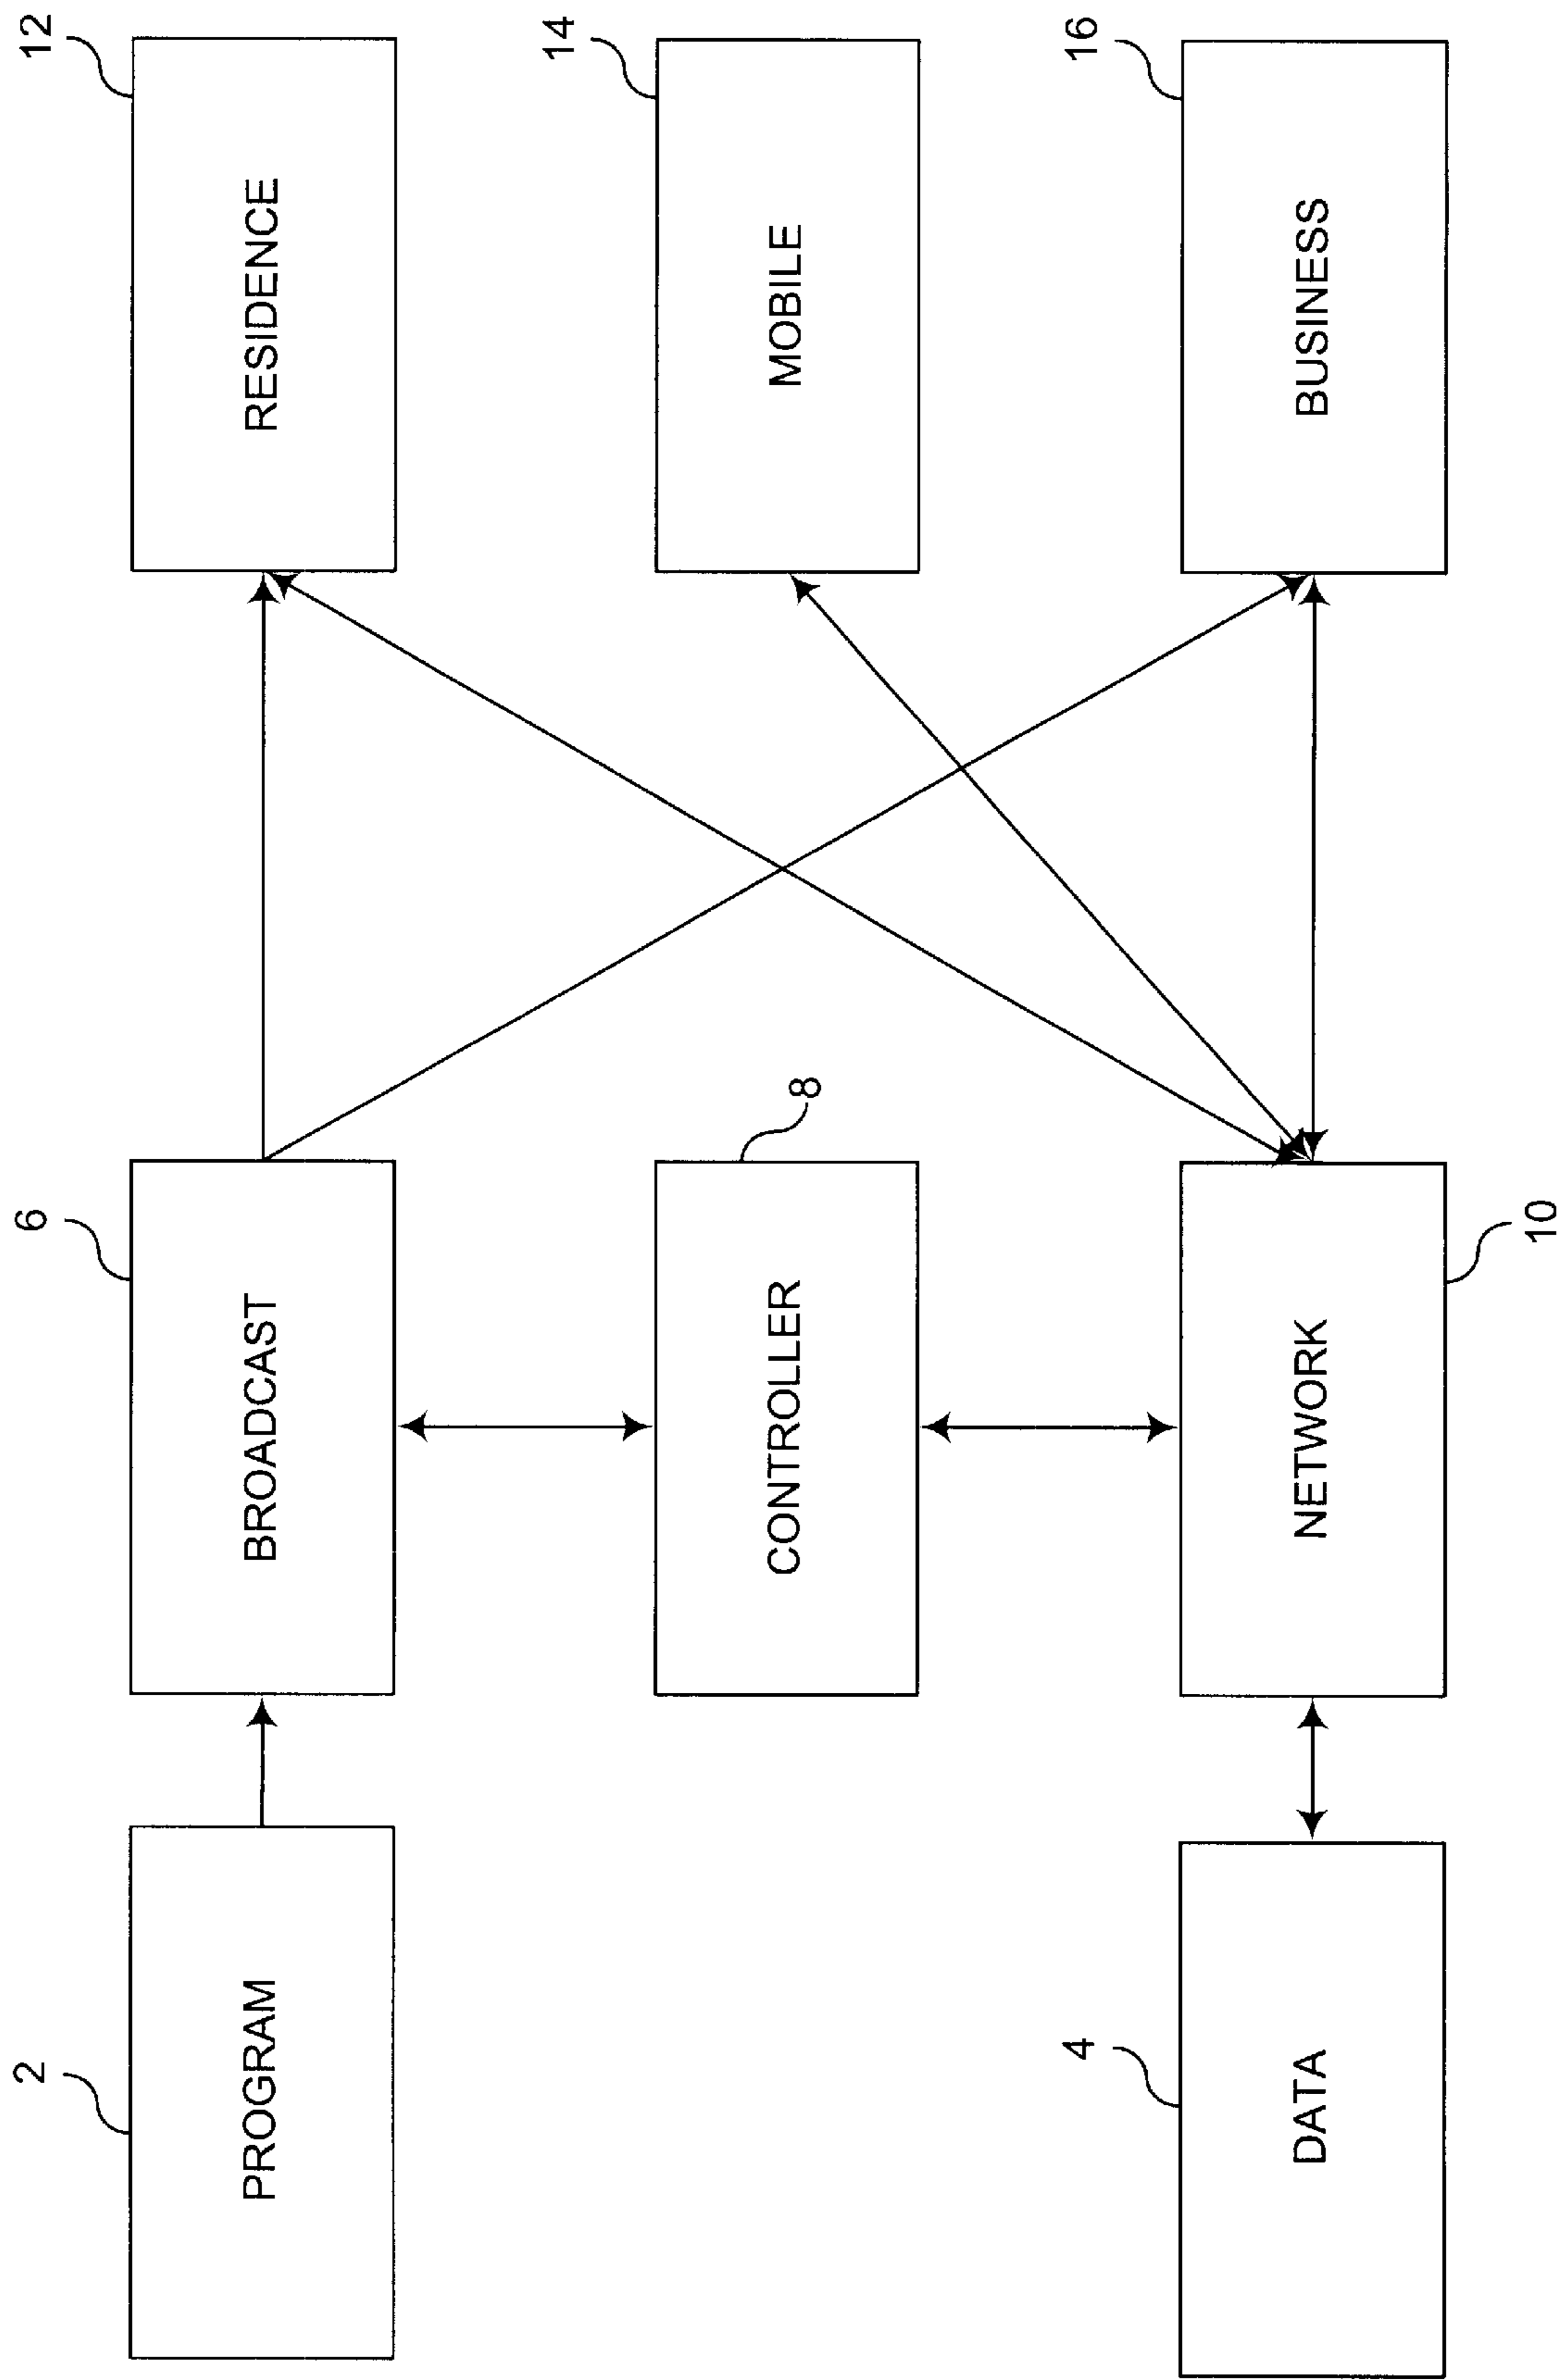 2
PROGRAM
6
BROADCAST
12
RESIDENCE
8
CONTROLLER
14
MOBILE
4
DATA
10
NETWORK
16
BUSINESS